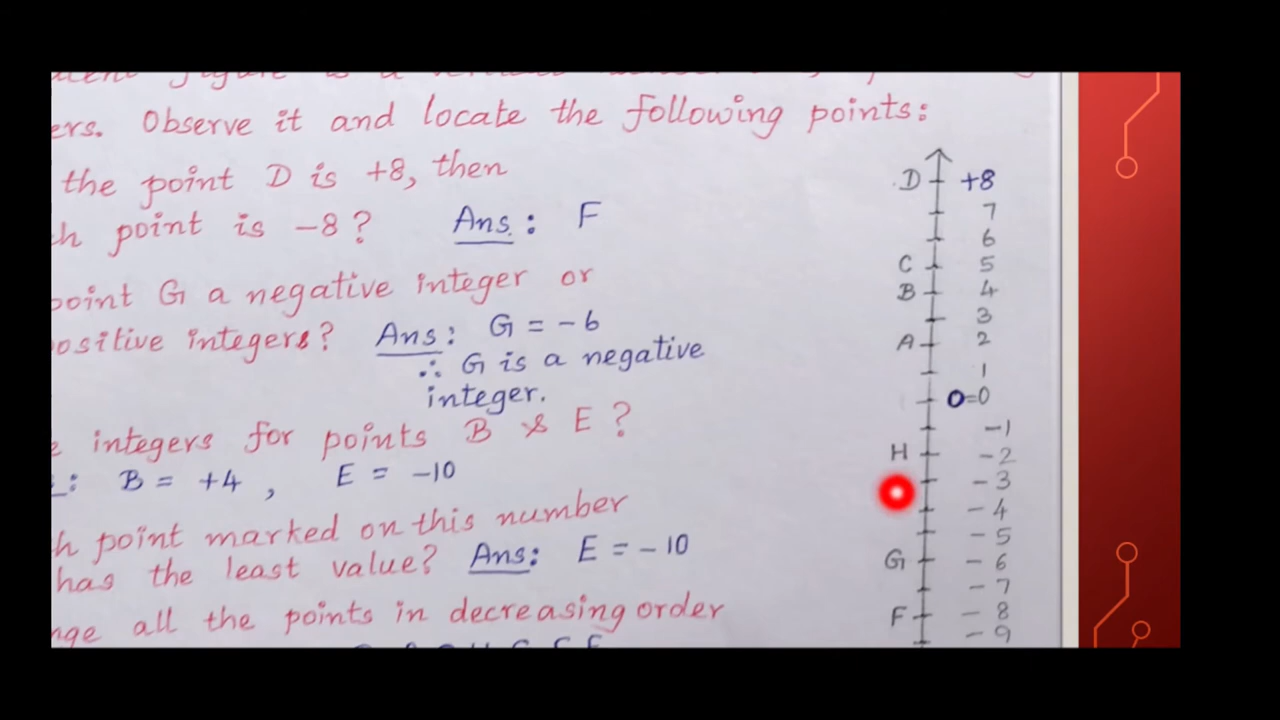 ers. Observe it and locate the following points:
the point D is +8, then
ch point is -8? Ans.: F
point G a negative integer or
ositive integers? Ans: G = -6
∴ G is a negative
integer.
e integers for points B & E?
: B = +4, E = -10
h point marked on this number
has the least value? Ans: E = -10
nge all the points in decreasing order
D +8
7
6
C 5
B 4
3
A 2
1
0=0
-1
H -2
-3
-4
-5
G -6
-7
F -8
-9